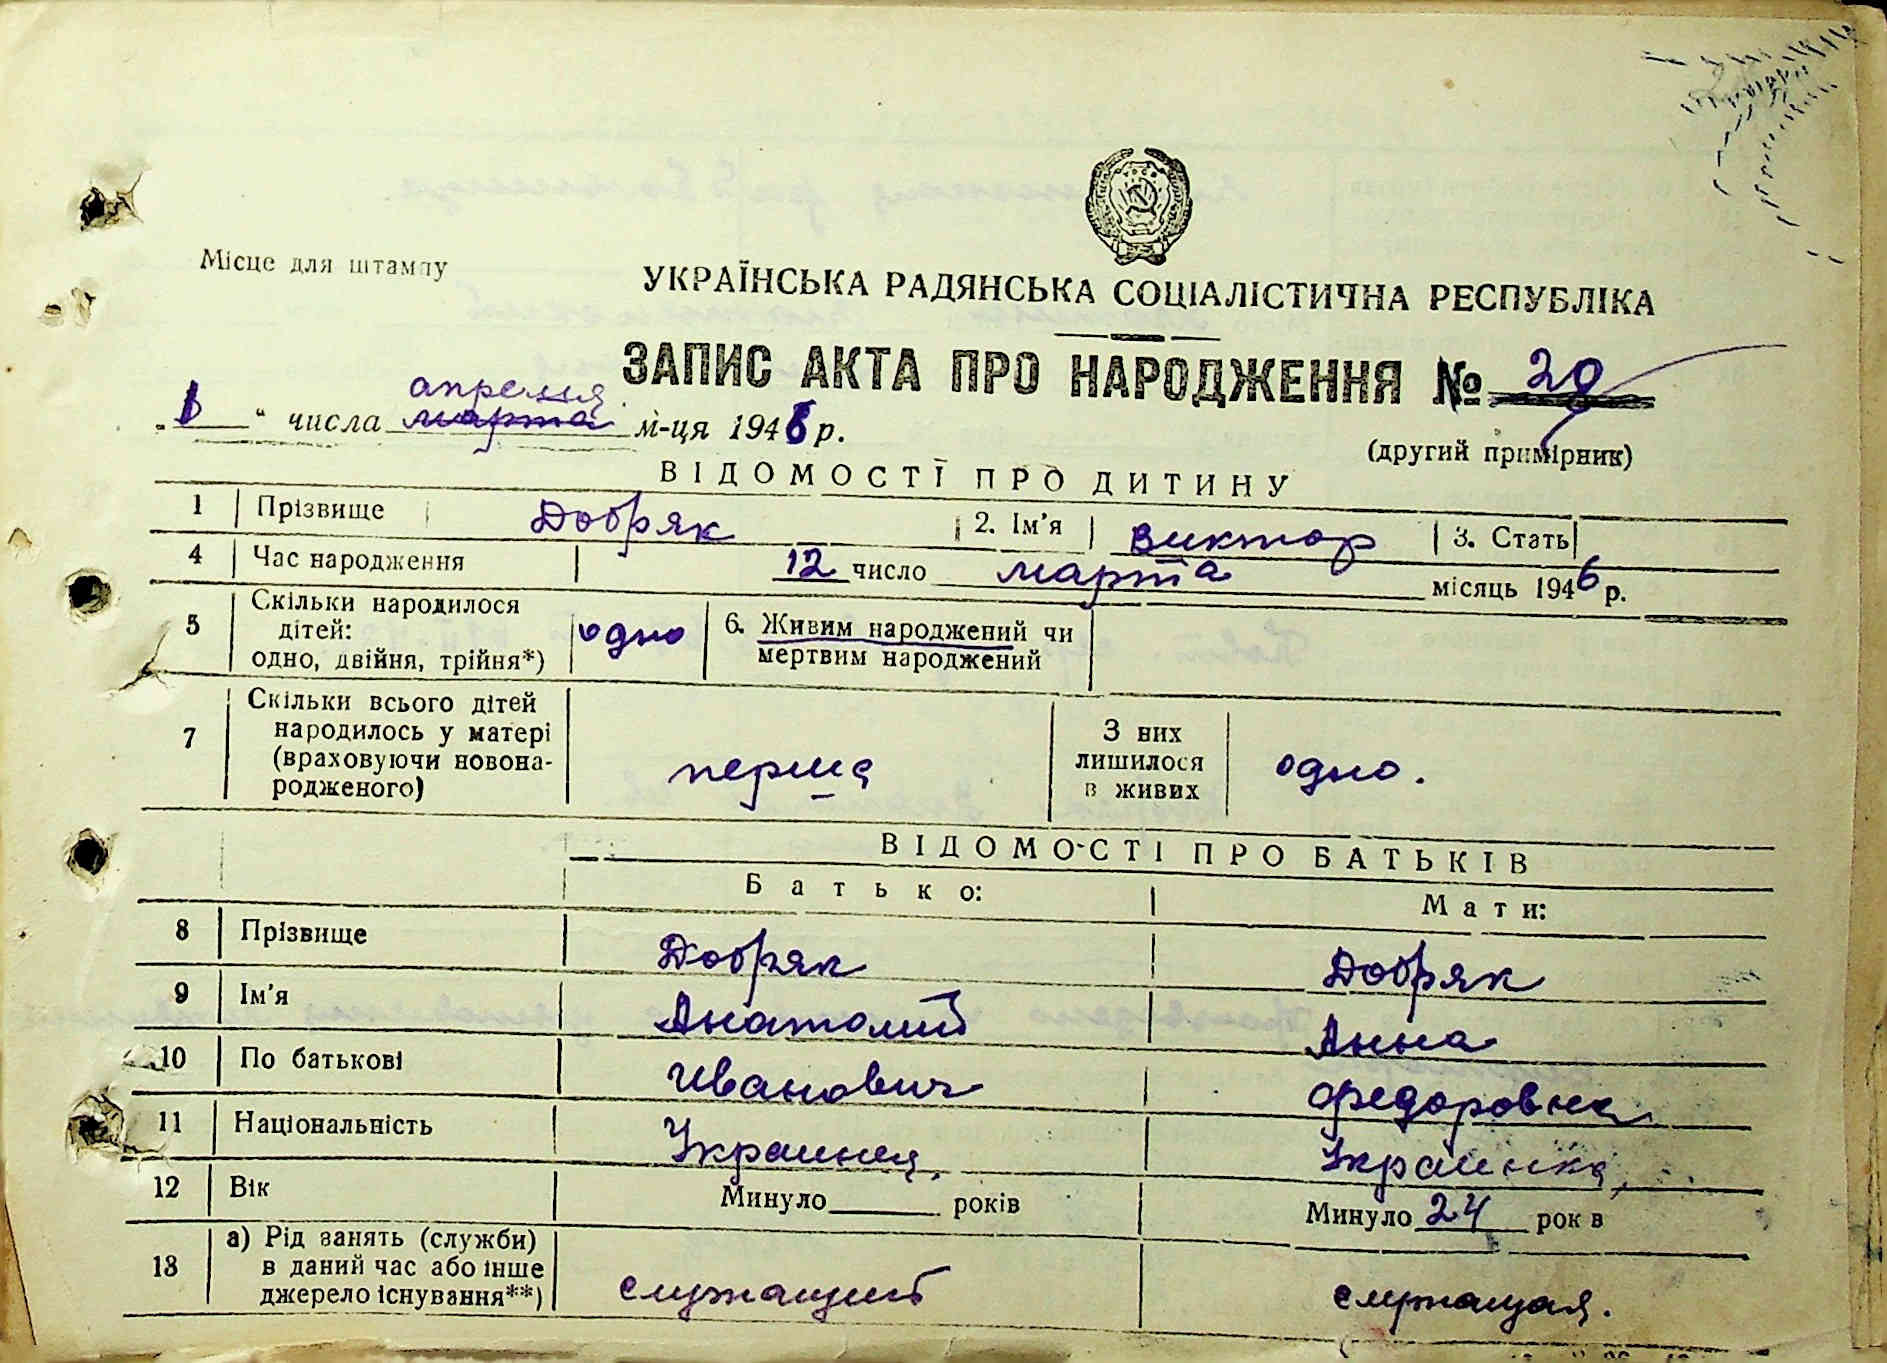 Місце для штампу
УКРАЇНСЬКА РАДЯНСЬКА СОЦІАЛІСТИЧНА РЕСПУБЛІКА
ЗАПИС АКТА ПРО НАРОДЖЕННЯ № 20
апреля
„1“ числа марта м-ця 1946 р.
(другий примірник)
ВІДОМОСТІ ПРО ДИТИНУ
1 Прізвище Добряк 2. Ім'я Виктор 3. Стать
4 Час народження 12 число марта місяць 1946 р.
5 Скільки народилося дітей: одно, двійня, трійня*) одно 6. Живим народжений чи мертвим народжений
7 Скільки всього дітей народилось у матері (враховуючи новонародженого) перша З них лишилося в живих одно.
ВІДОМОСТІ ПРО БАТЬКІВ
Батько: Мати:
8 Прізвище Добряк Добряк
9 Ім'я Анатолий Анна
10 По батькові Иванович Федоровна
11 Національність Украинец Украинка
12 Вік Минуло років Минуло 24 рок в
13 а) Рід занять (служби) в даний час або інше джерело існування**) служащий служащая.